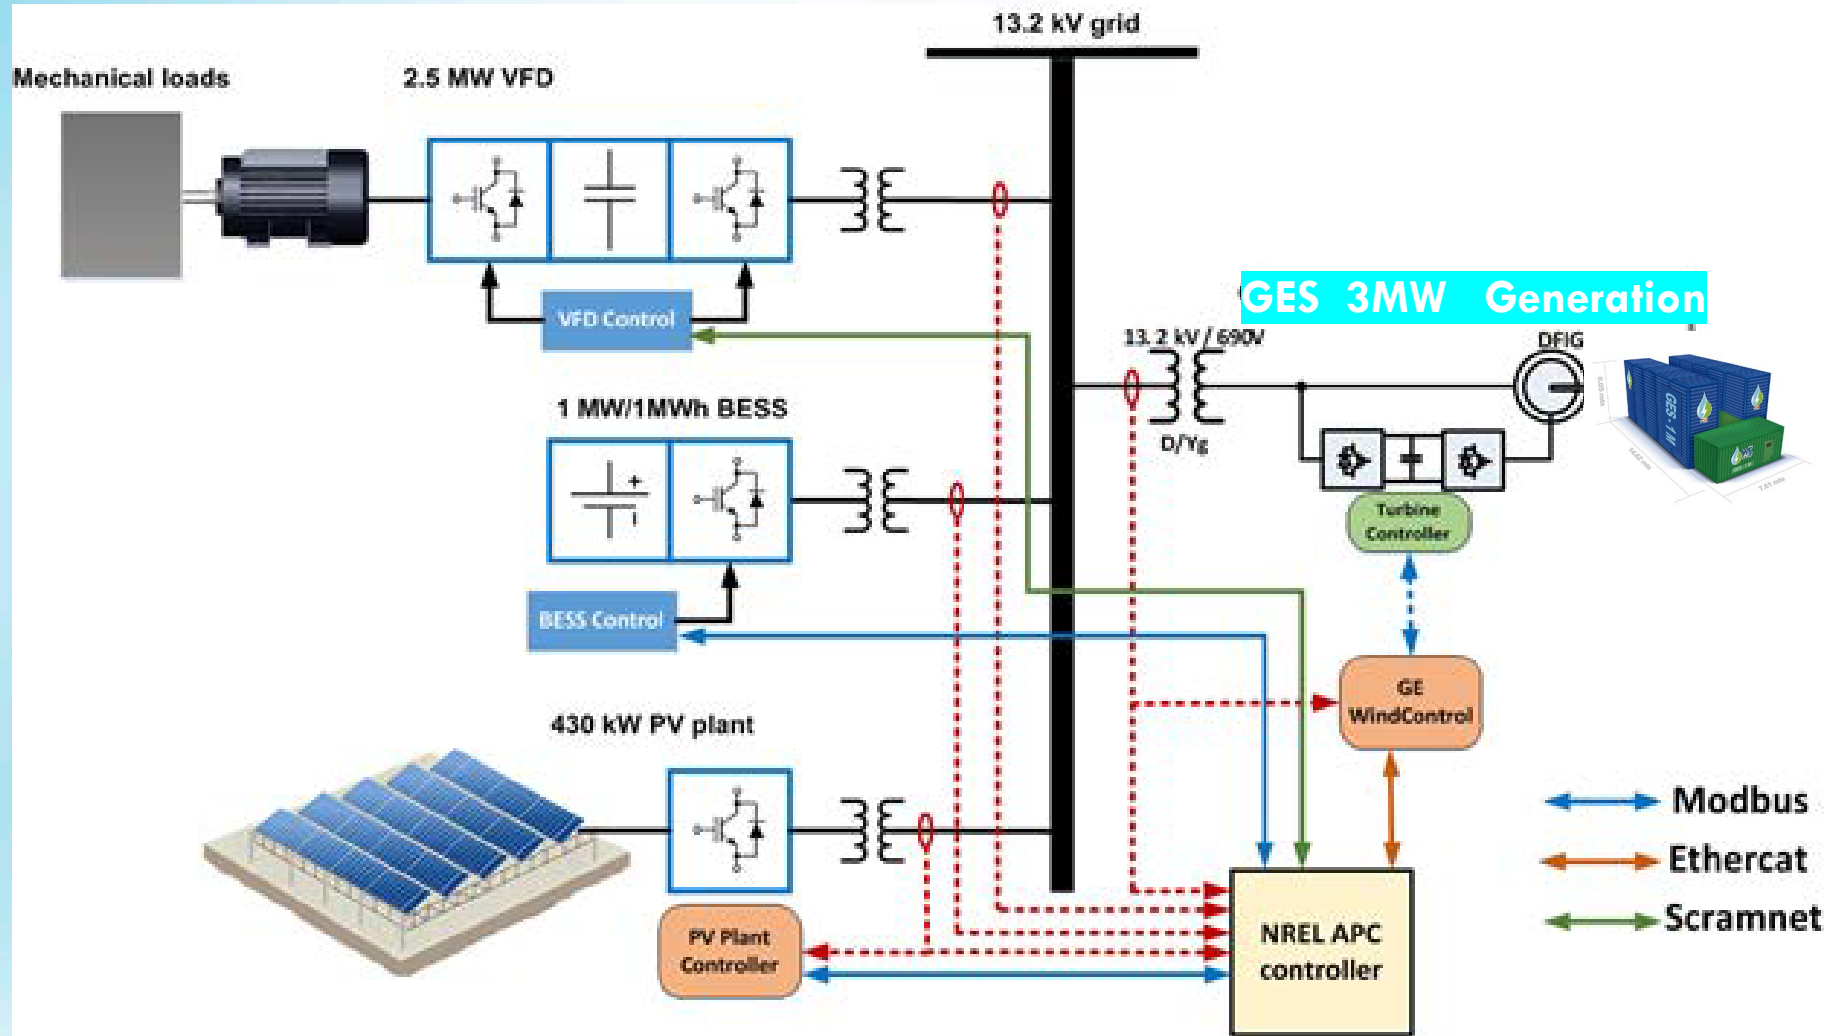 13.2 kV grid
Mechanical loads
2.5 MW VFD
VFD Control
GES 3MW Generation
13.2 kV / 690V
DFIG
D/Yg
GES - 1 M
1 MW/1MWh BESS
+
Turbine
Controller
BESS Control
GE
WindControl
430 kW PV plant
Modbus
Ethercat
Scramnet
PV Plant
Controller
NREL APC
controller